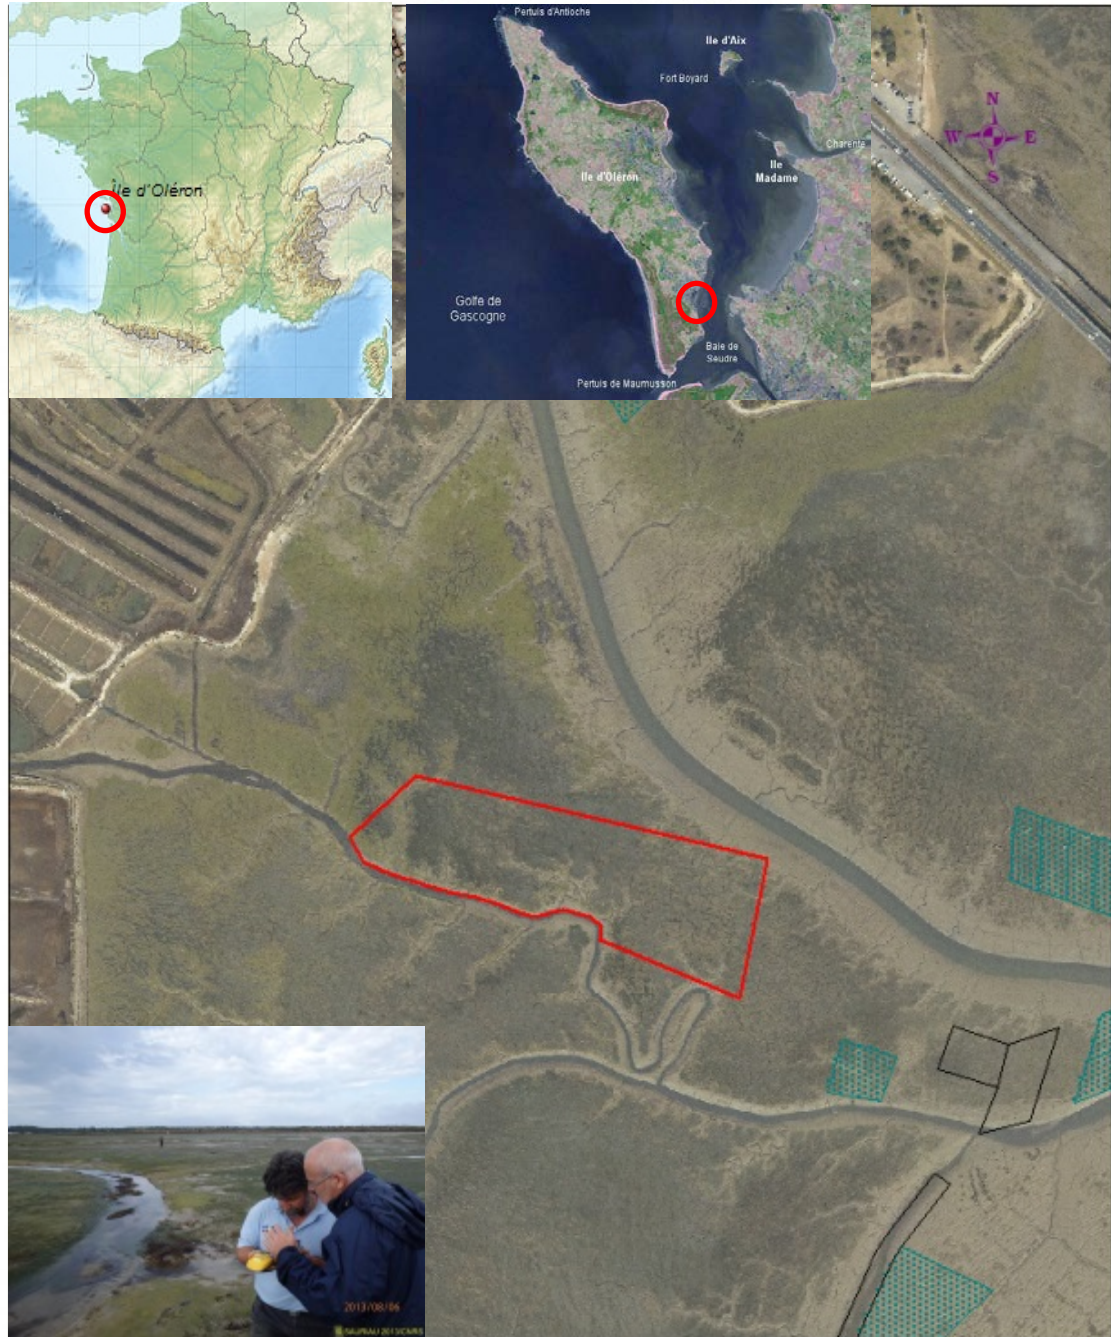 Île d'Oléron
Pertuis d'Antioche
Ile d'Aix
Fort Boyard
Charente
Ile
Madame
Ile d'Oléron
Golfe de
Gascogne
Baie de
Seudre
Pertuis de Maumusson
N
W E
S
2013/08/06